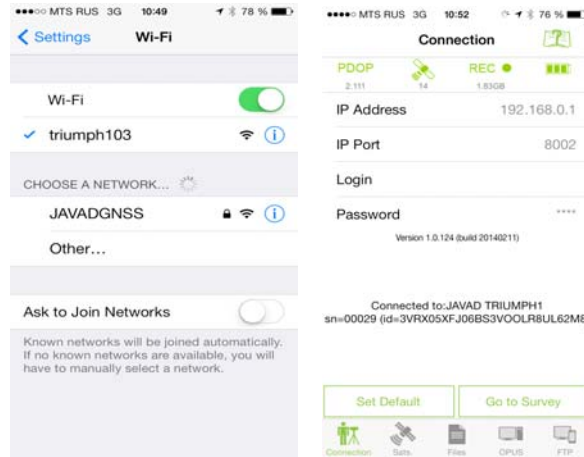 MTS RUS 3G 10:49 78 %
Settings Wi-Fi
Wi-Fi
triumph103
CHOOSE A NETWORK...
JAVADGNSS
Other...
Ask to Join Networks
Known networks will be joined automatically.
If no known networks are available, you will
have to manually select a network.
MTS RUS 3G 10:52 76 %
Connection
PDOP REC
2.111 14 1.83GB
IP Address 192.168.0.1
IP Port 8002
Login
Password ****
Version 1.0.124 (build 20140211)
Connected to:JAVAD TRIUMPH1
sn=00029 (id=3VRX05XFJ06BS3VOOLR8UL62M8
Set Default Go to Survey
Connection Sats. Files OPUS FTP